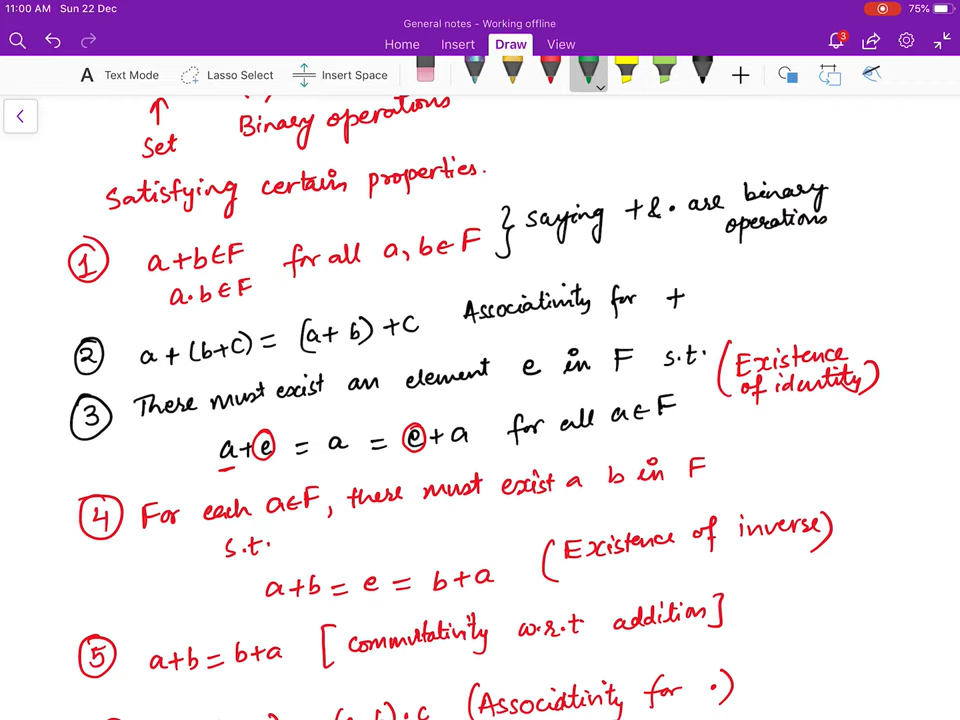 11:00 AM Sun 22 Dec
75%
General notes - Working offline
Home Insert Draw View
3
A Text Mode Lasso Select Insert Space
↑ Binary operations
Set
Satisfying certain properties.
① a+b∈F for all a, b∈F } Saying +&• are binary operations
a•b∈F
② a+(b+c) = (a+b)+c Associativity for +
③ There must exist an element e in F s.t. (Existence of identity)
a+e = a = e+a for all a∈F
④ For each a∈F, there must exist a b in F
s.t.
a+b = e = b+a (Existence of inverse)
⑤ a+b = b+a [commutativity w.r.t addition]
•c (Associativity for •)